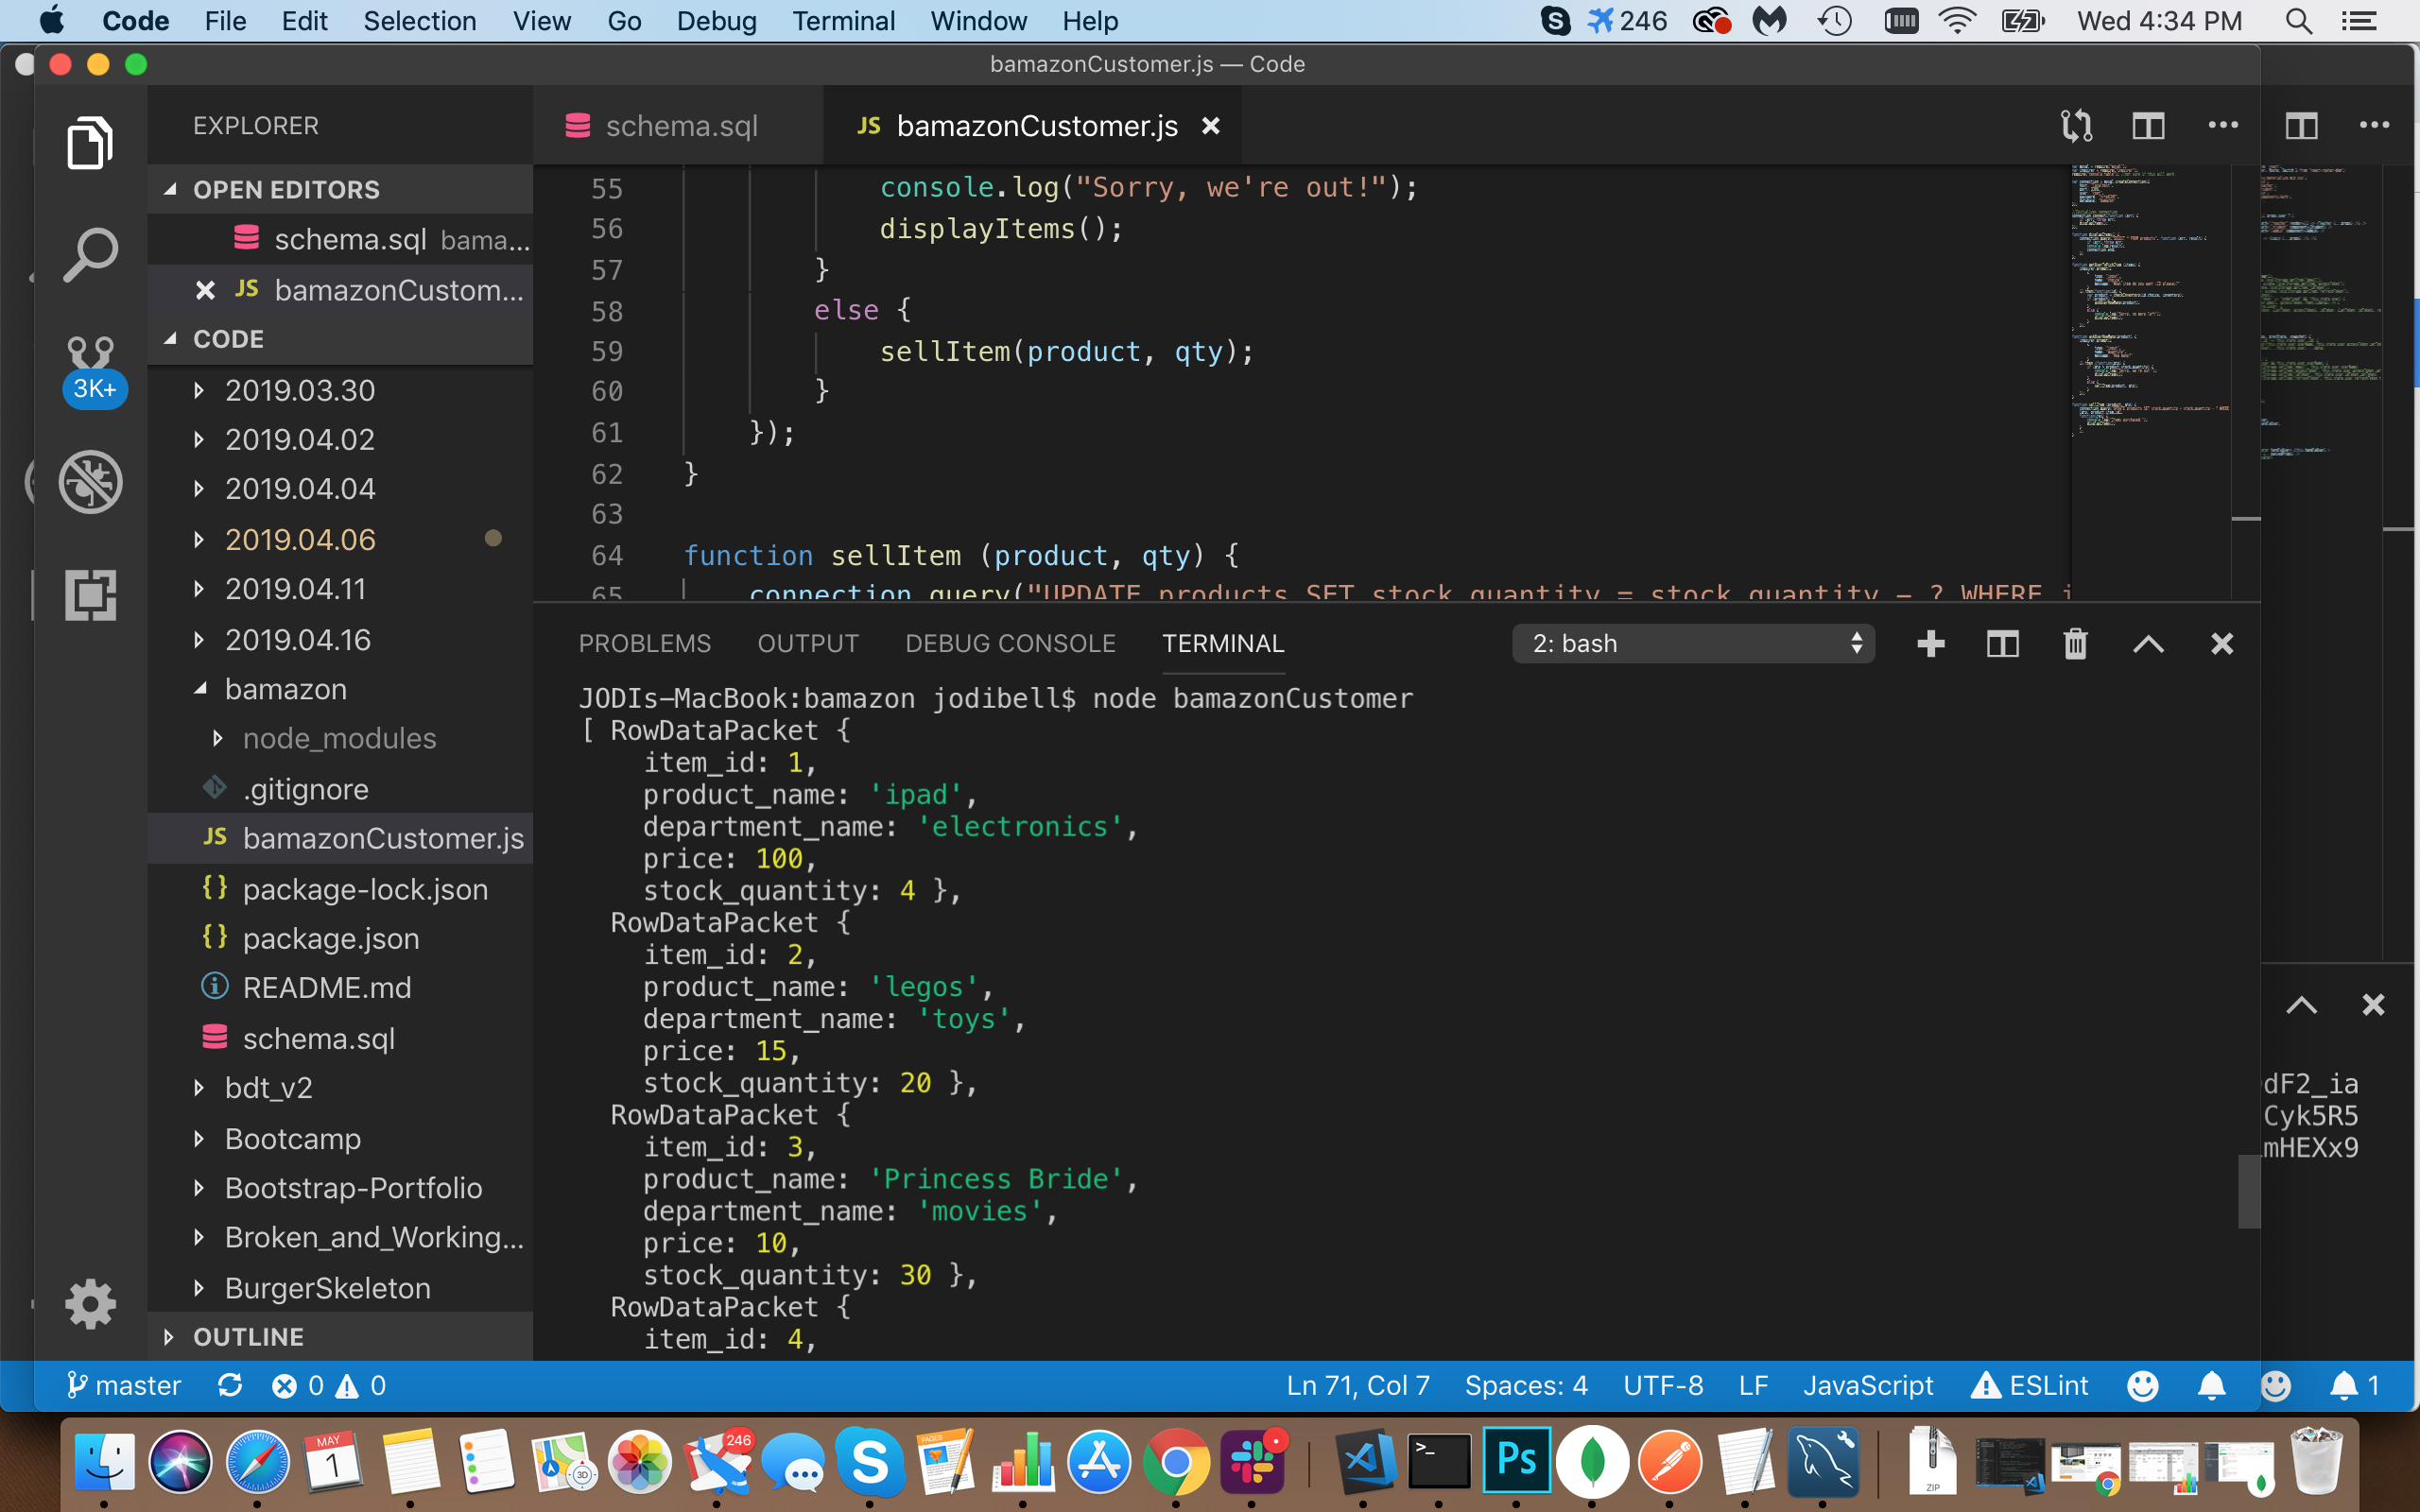 Code File Edit Selection View Go Debug Terminal Window Help 246 Wed 4:34 PM
bamazonCustomer.js — Code
EXPLORER
OPEN EDITORS
schema.sql bama...
bamazonCustom...
CODE
3K+
2019.03.30
2019.04.02
2019.04.04
2019.04.06
2019.04.11
2019.04.16
bamazon
node_modules
.gitignore
JS bamazonCustomer.js
{} package-lock.json
{} package.json
README.md
schema.sql
bdt_v2
Bootcamp
Bootstrap-Portfolio
Broken_and_Working...
BurgerSkeleton
OUTLINE
schema.sql JS bamazonCustomer.js
55 console.log("Sorry, we're out!");
56 displayItems();
57 }
58 else {
59 sellItem(product, qty);
60 }
61 });
62 }
63
64 function sellItem (product, qty) {
65 connection.query("UPDATE products SET stock_quantity = stock_quantity - ? WHERE i
PROBLEMS OUTPUT DEBUG CONSOLE TERMINAL 2: bash
JODIs-MacBook:bamazon jodibell$ node bamazonCustomer
[ RowDataPacket {
item_id: 1,
product_name: 'ipad',
department_name: 'electronics',
price: 100,
stock_quantity: 4 },
RowDataPacket {
item_id: 2,
product_name: 'legos',
department_name: 'toys',
price: 15,
stock_quantity: 20 },
RowDataPacket {
item_id: 3,
product_name: 'Princess Bride',
department_name: 'movies',
price: 10,
stock_quantity: 30 },
RowDataPacket {
item_id: 4,
dF2_ia
Cyk5R5
mHEXx9
master 0 0 Ln 71, Col 7 Spaces: 4 UTF-8 LF JavaScript ESLint 1
MAY
1
3D
246
PAGES
Ps
ZIP